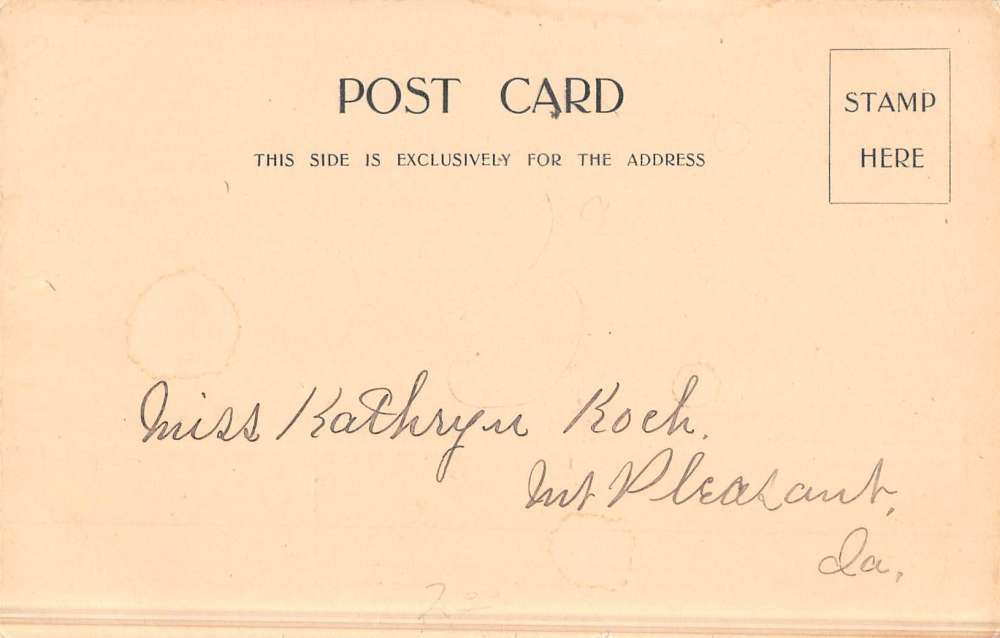 POST CARD
THIS SIDE IS EXCLUSIVELY FOR THE ADDRESS
STAMP
HERE
Miss Kathryn Koch.
Mt Pleasant,
Ia.